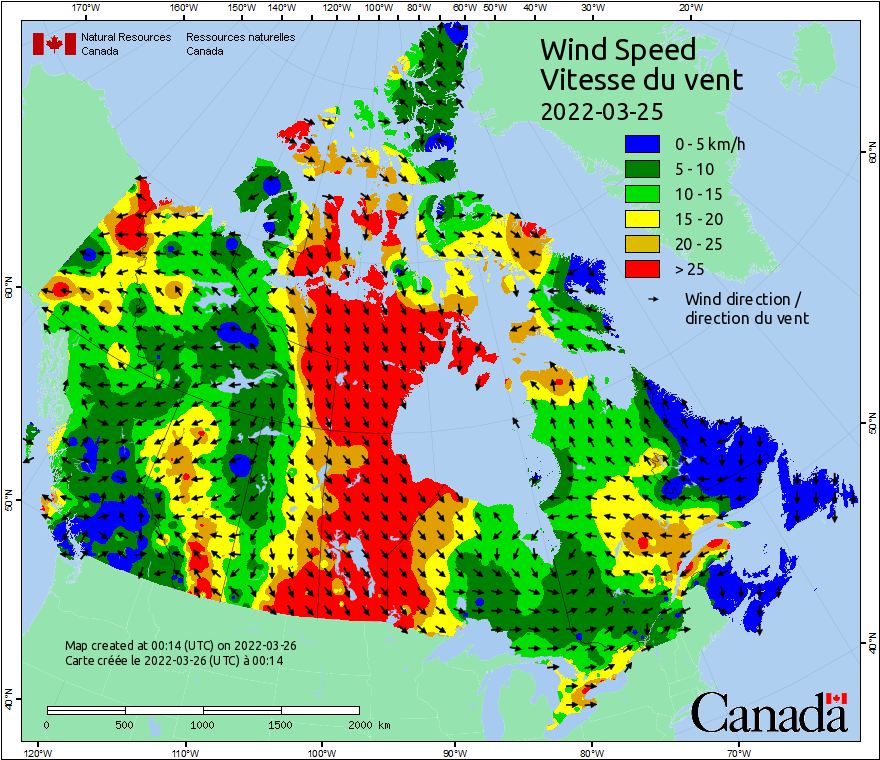 170°W 160°W 150°W 140°W 120°W 100°W 80°W 60°W 50°W 40°W 30°W 20°W
Natural Resources Ressources naturelles
Canada Canada
Wind Speed
Vitesse du vent
2022-03-25
0 - 5 km/h
5 - 10
10 - 15
15 - 20
20 - 25
> 25
Wind direction /
direction du vent
60°N 60°N
50°N 50°N
40°N 40°N
Map created at 00:14 (UTC) on 2022-03-26
Carte créée le 2022-03-26 (UTC) à 00:14
0 500 1000 1500 2000 km
Canada
120°W 110°W 100°W 90°W 80°W 70°W